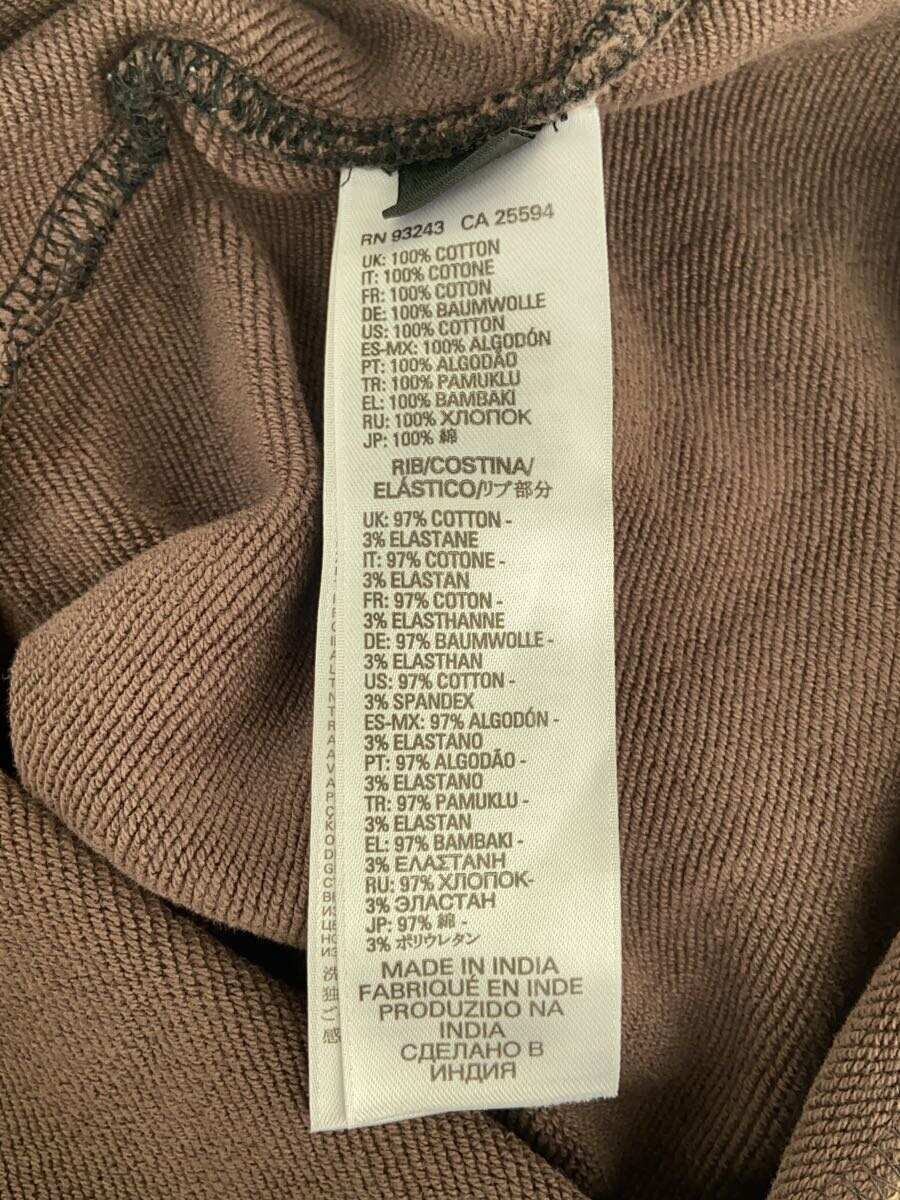 RN 93243 CA 25594
UK: 100% COTTON
IT: 100% COTONE
FR: 100% COTON
DE: 100% BAUMWOLLE
US: 100% COTTON
ES-MX: 100% ALGODÓN
PT: 100% ALGODÃO
TR: 100% PAMUKLU
EL: 100% BAMBAKI
RU: 100% ХЛОПОК
JP: 100% 綿
RIB/COSTINA/
ELÁSTICO/リブ部分
UK: 97% COTTON -
3% ELASTANE
IT: 97% COTONE -
3% ELASTAN
FR: 97% COTON -
3% ELASTHANNE
DE: 97% BAUMWOLLE -
3% ELASTHAN
US: 97% COTTON -
3% SPANDEX
ES-MX: 97% ALGODÓN -
3% ELASTANO
PT: 97% ALGODÃO -
3% ELASTANO
TR: 97% PAMUKLU -
3% ELASTAN
EL: 97% BAMBAKI -
3% ΕΛΑΣΤΑΝΗ
RU: 97% ХЛОПОК-
3% ЭЛАСТАН
JP: 97% 綿 -
3% ポリウレタン
MADE IN INDIA
FABRIQUÉ EN INDE
PRODUZIDO NA
INDIA
СДЕЛАНО В
ИНДИЯ